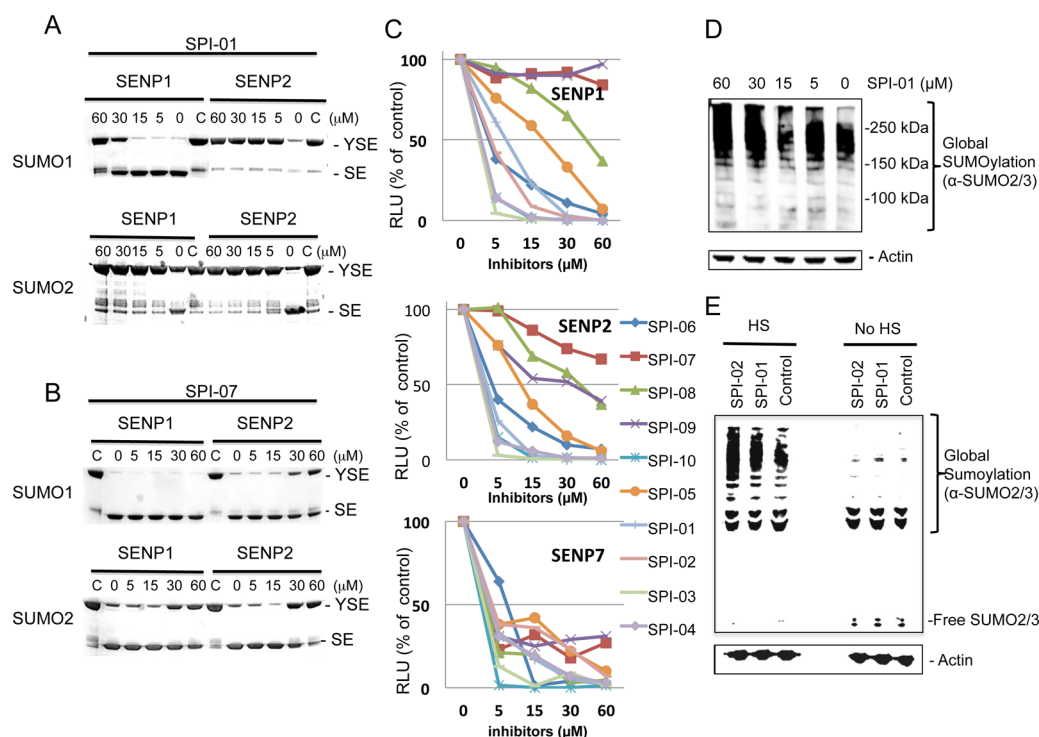 A
SPI-01
SENP1 SENP2
60 30 15 5 0 C 60 30 15 5 0 C (µM)
SUMO1
- YSE
- SE
SENP1 SENP2
60 30 15 5 0 C 60 30 15 5 0 C (µM)
SUMO2
- YSE
- SE
B
SPI-07
SENP1 SENP2
C 0 5 15 30 60 C 0 5 15 30 60 (µM)
SUMO1
- YSE
- SE
SENP1 SENP2
C 0 5 15 30 60 C 0 5 15 30 60 (µM)
SUMO2
- YSE
- SE
C
RLU (% of control)
100
50
0
SENP1
0 5 15 30 60
Inhibitors (µM)
RLU (% of control)
100
50
0
SENP2
0 5 15 30 60
Inhibitors (µM)
RLU (% of control)
100
50
0
SENP7
0 5 15 30 60
inhibitors (µM)
SPI-06
SPI-07
SPI-08
SPI-09
SPI-10
SPI-05
SPI-01
SPI-02
SPI-03
SPI-04
D
60 30 15 5 0 SPI-01 (µM)
-250 kDa
-150 kDa
-100 kDa
Global
SUMOylation
(α-SUMO2/3)
- Actin
E
HS No HS
SPI-02 SPI-01 Control SPI-02 SPI-01 Control
Global
Sumoylation
(α-SUMO2/3)
-Free SUMO2/3
- Actin